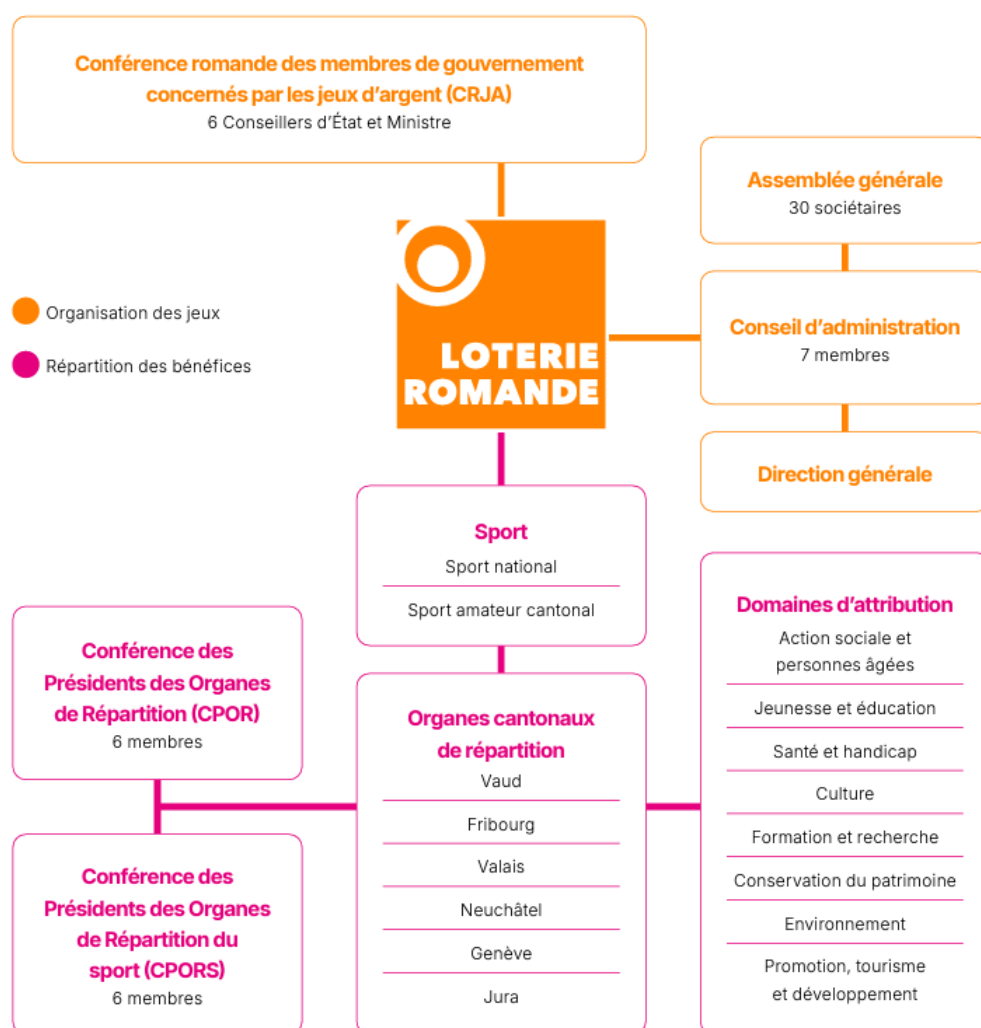 Conférence romande des membres de gouvernement
concernés par les jeux d’argent (CRJA)
6 Conseillers d’État et Ministre
Assemblée générale
30 sociétaires
Organisation des jeux
Répartition des bénéfices
LOTERIE
ROMANDE
Conseil d’administration
7 membres
Direction générale
Sport
Sport national
Sport amateur cantonal
Conférence des
Présidents des Organes
de Répartition (CPOR)
6 membres
Conférence des
Présidents des Organes
de Répartition du
sport (CPORS)
6 membres
Organes cantonaux
de répartition
Vaud
Fribourg
Valais
Neuchâtel
Genève
Jura
Domaines d’attribution
Action sociale et
personnes âgées
Jeunesse et éducation
Santé et handicap
Culture
Formation et recherche
Conservation du patrimoine
Environnement
Promotion, tourisme
et développement